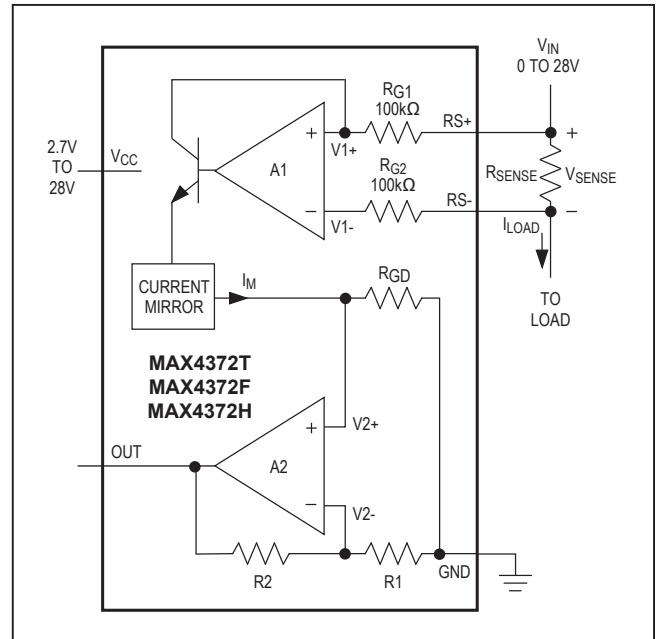 VIN
0 TO 28V
RG1
100kΩ
RS+
+
V1+
2.7V
TO
28V
VCC
A1
RG2
100kΩ
RSENSE
VSENSE
RS-
−
V1-
ILOAD
−
CURRENT
MIRROR
IM
RGD
TO
LOAD
MAX4372T
MAX4372F
MAX4372H
+
V2+
OUT
A2
−
V2-
R2
R1
GND
+